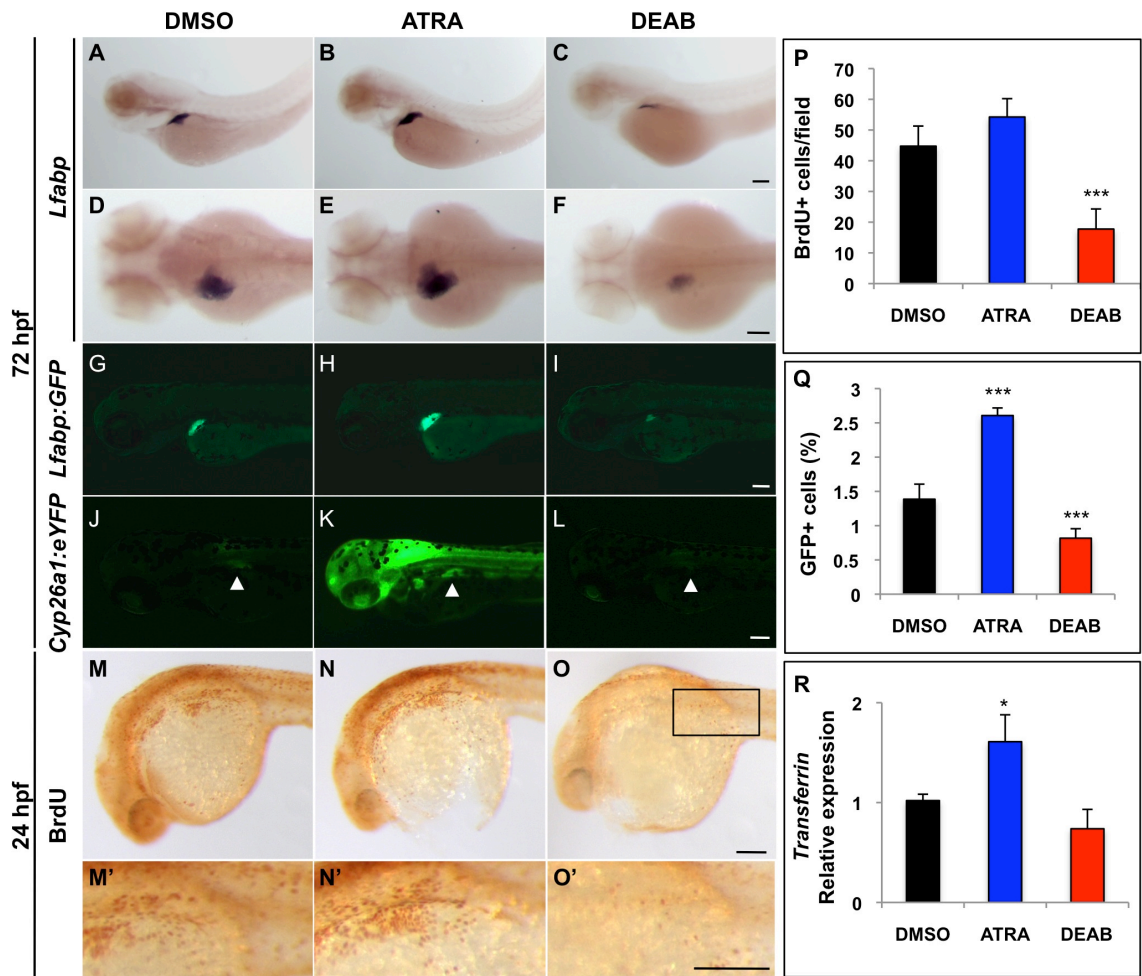 DMSO ATRA DEAB
72 hpf
Lfabp
A B C
D E F
Lfabp:GFP
G H I
Cyp26a1:eYFP
J K L
24 hpf
BrdU
M N O
M' N' O'
P
BrdU+ cells/field
70
60
50
40
30
20
10
0
***
DMSO ATRA DEAB
Q
GFP+ cells (%)
3
2.5
2
1.5
1
0.5
0
***
***
DMSO ATRA DEAB
R
Transferrin
Relative expression
2
1
0
*
DMSO ATRA DEAB